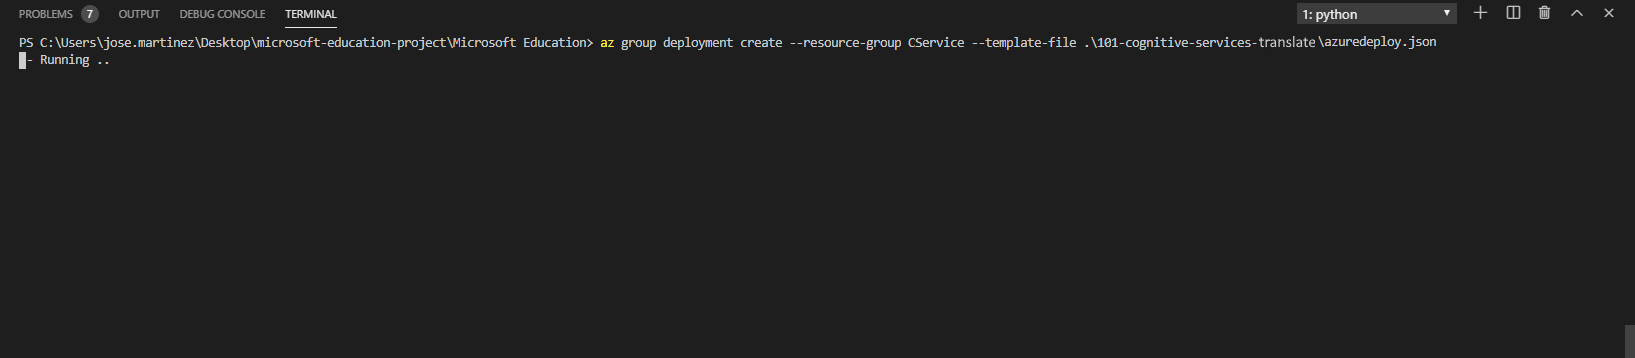 PROBLEMS 7 OUTPUT DEBUG CONSOLE TERMINAL 1: python
PS C:\Users\jose.martinez\Desktop\microsoft-education-project\Microsoft Education> az group deployment create --resource-group CService --template-file .\101-cognitive-services-translate\azuredeploy.json
- Running ..